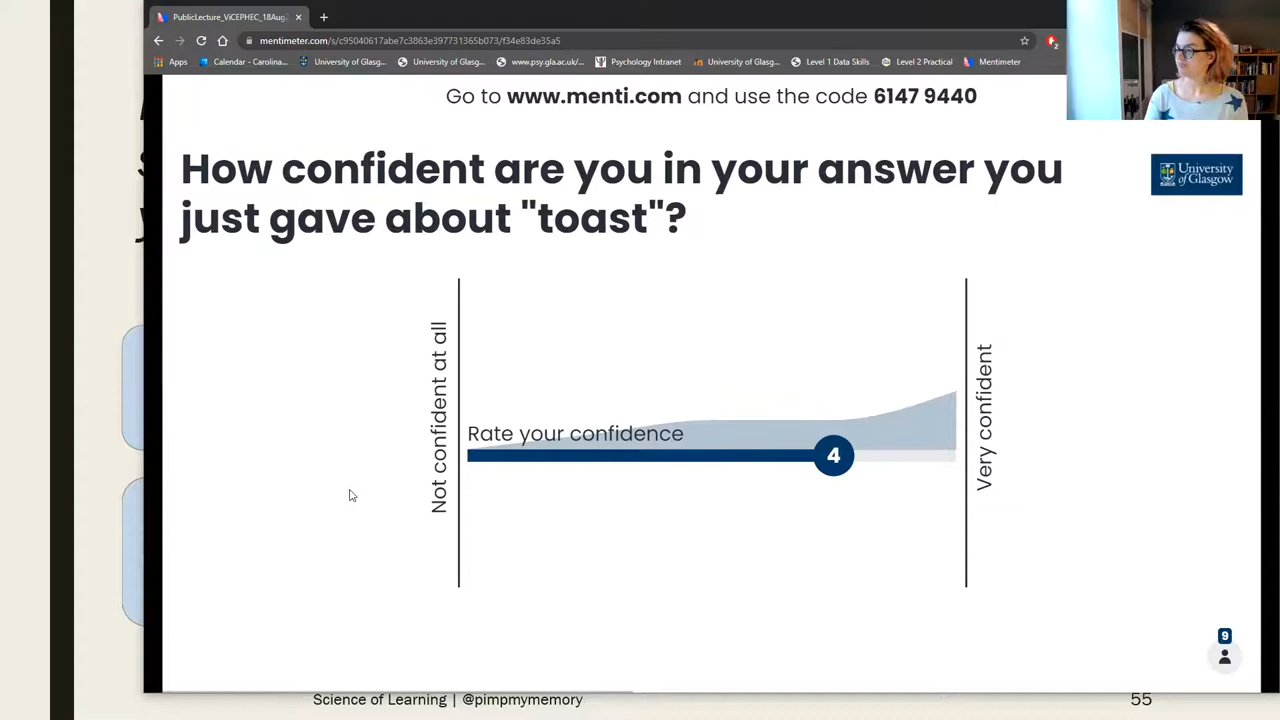 PublicLecture_ViCEPHEC_18Aug2
mentimeter.com/s/c95040617abe7c3863e397731365b073/f34e83de35a5
2
Apps
Calendar - Carolina...
University of Glasg...
University of Glasg...
www.psy.gla.ac.uk/...
Psychology Intranet
University of Glasg...
Level 1 Data Skills
Level 2 Practical
Mentimeter
Go to www.menti.com and use the code 6147 9440
How confident are you in your answer you
just gave about "toast"?
University
of Glasgow
Not confident at all
Rate your confidence
4
Very confident
9
Science of Learning | @pimpmymemory
55